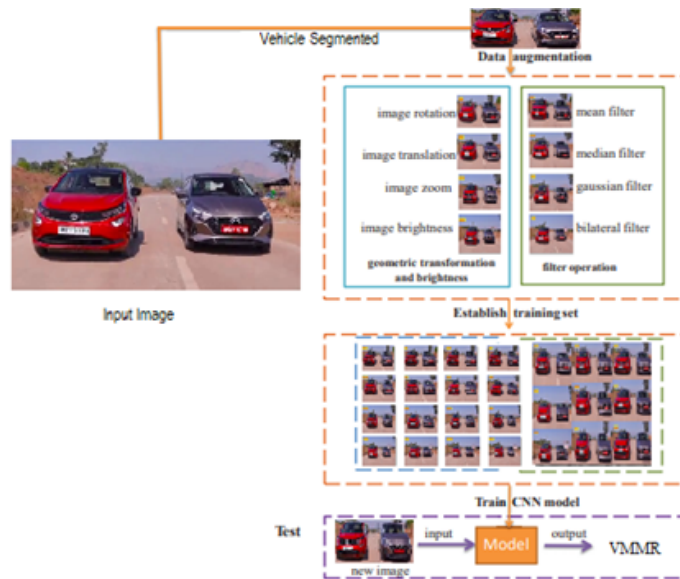 Vehicle Segmented
Data augmentation
image rotation
mean filter
image translation
median filter
image zoom
gaussian filter
image brightness
bilateral filter
geometric transformation
and brightness
filter operation
Input Image
Establish training set
Train CNN model
Test
input
Model
output
VMMR
new image